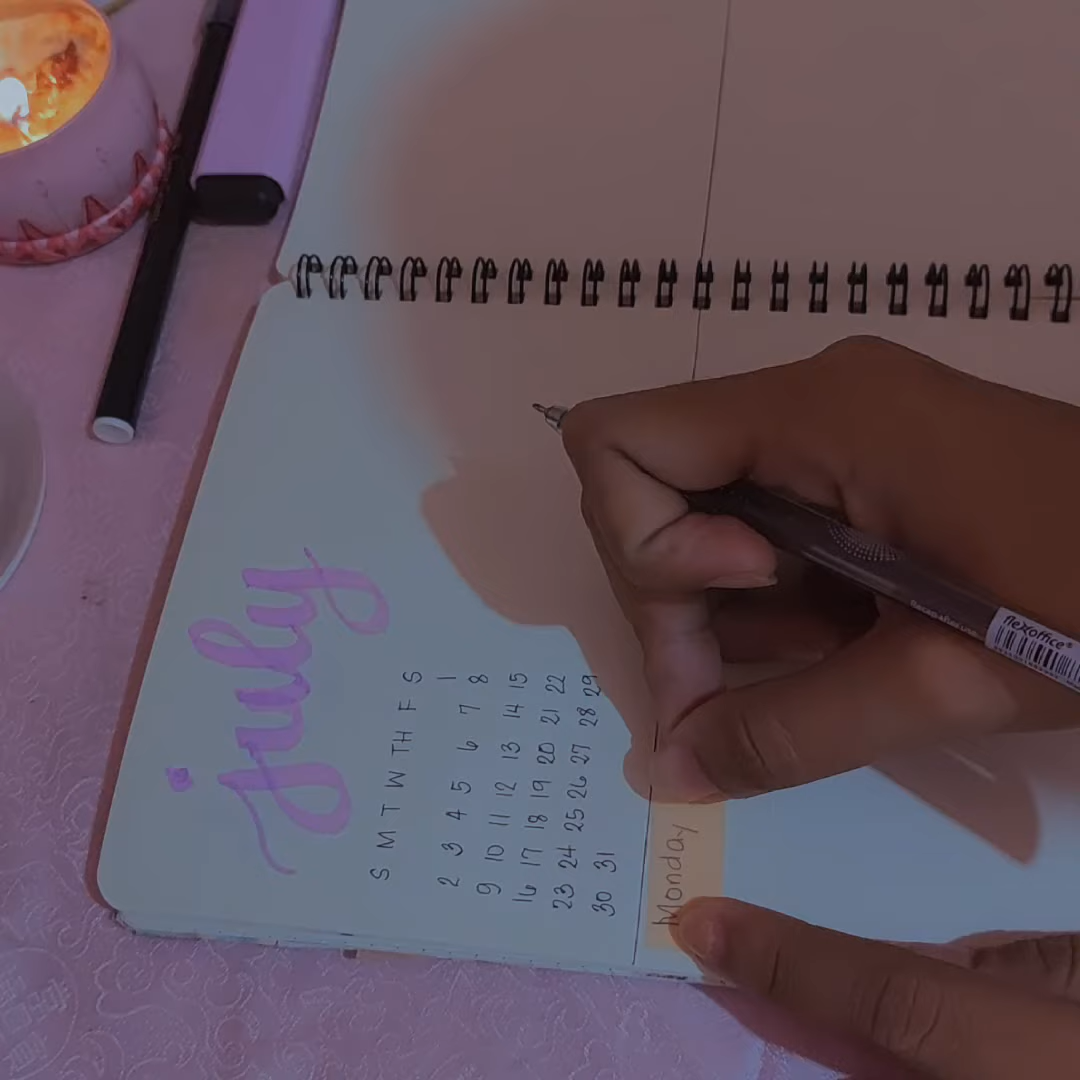 july
S M T W TH F S
1
2 3 4 5 6 7 8
9 10 11 12 13 14 15
16 17 18 19 20 21 22
23 24 25 26 27 28 29
30 31
Monday
flexoffice®